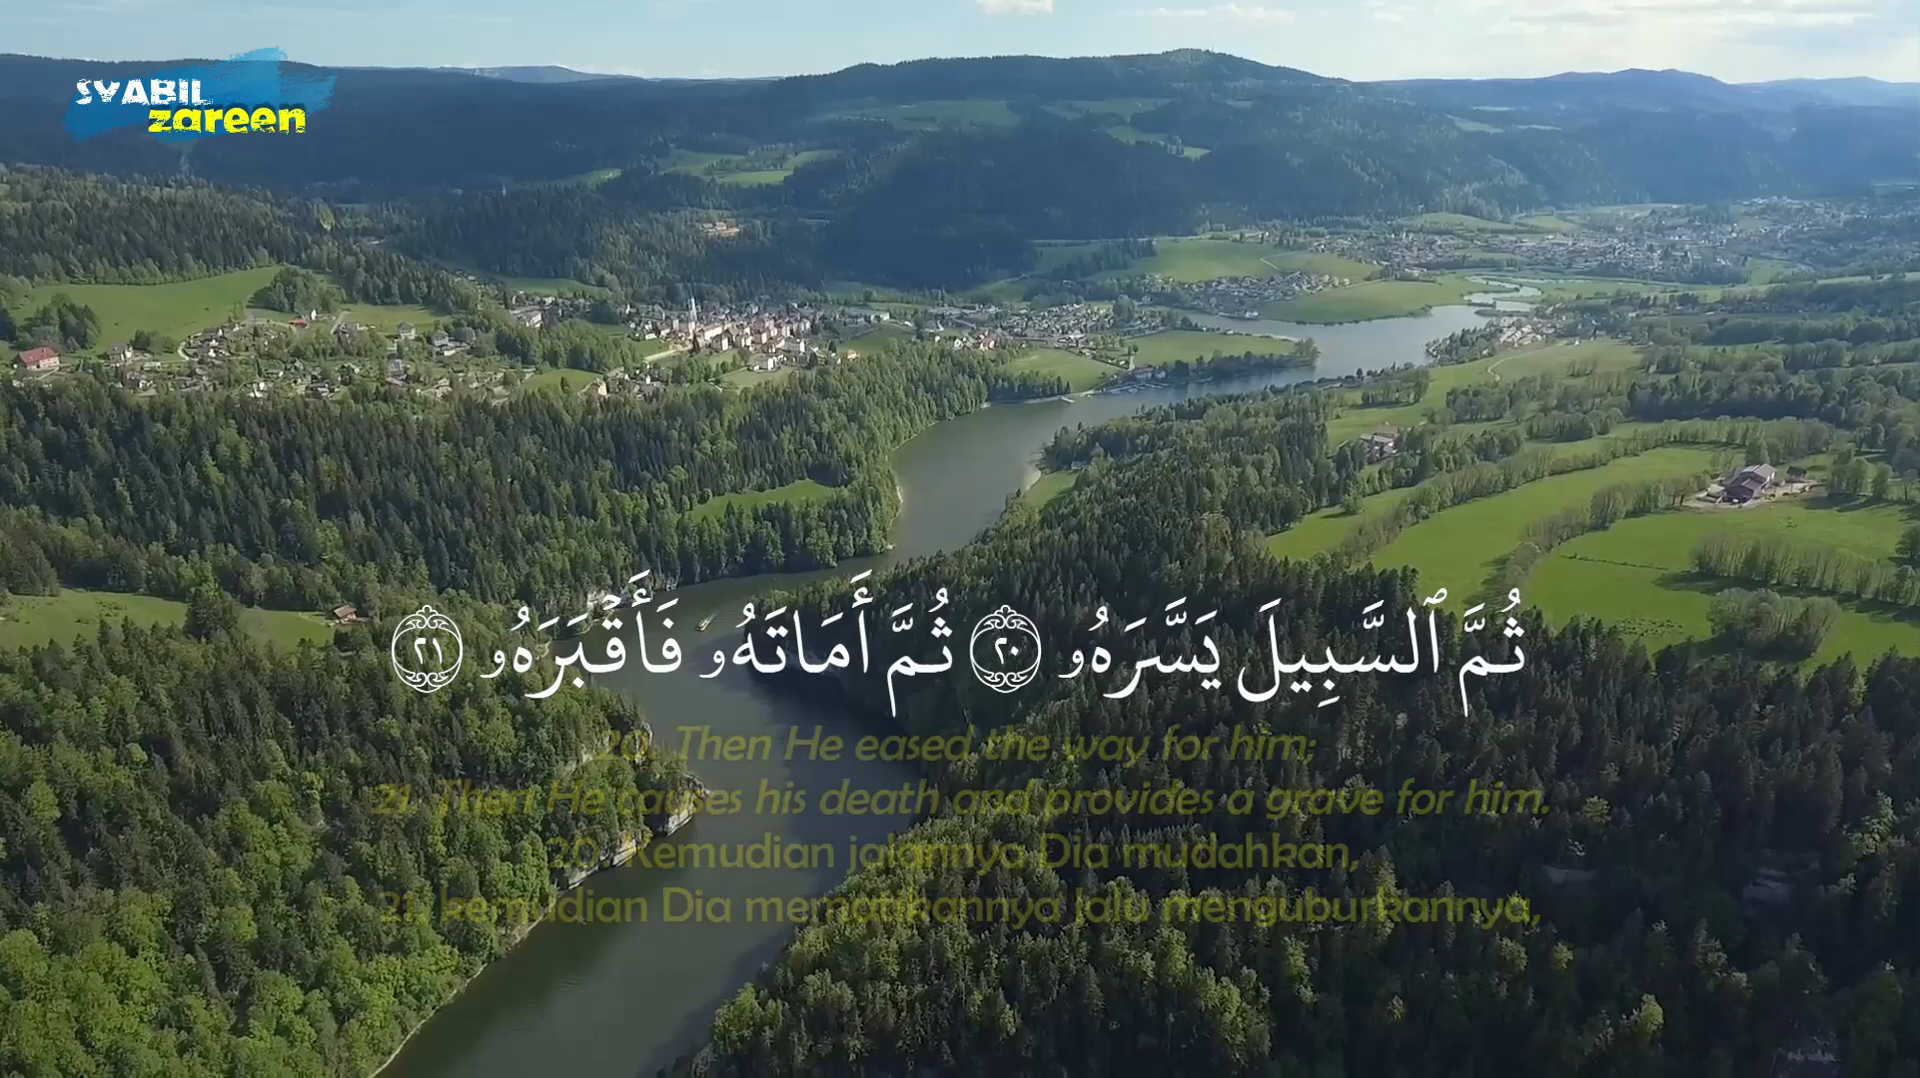 SYABIL
zareen
ثُمَّ ٱلسَّبِيلَ يَسَّرَهُۥ ٢٠ ثُمَّ أَمَاتَهُۥ فَأَقْبَرَهُۥ ٢١
20. Then He eased the way for him;
21. Then He causes his death and provides a grave for him.
20. Kemudian jalannya Dia mudahkan,
21. kemudian Dia mematikannya lalu menguburkannya,